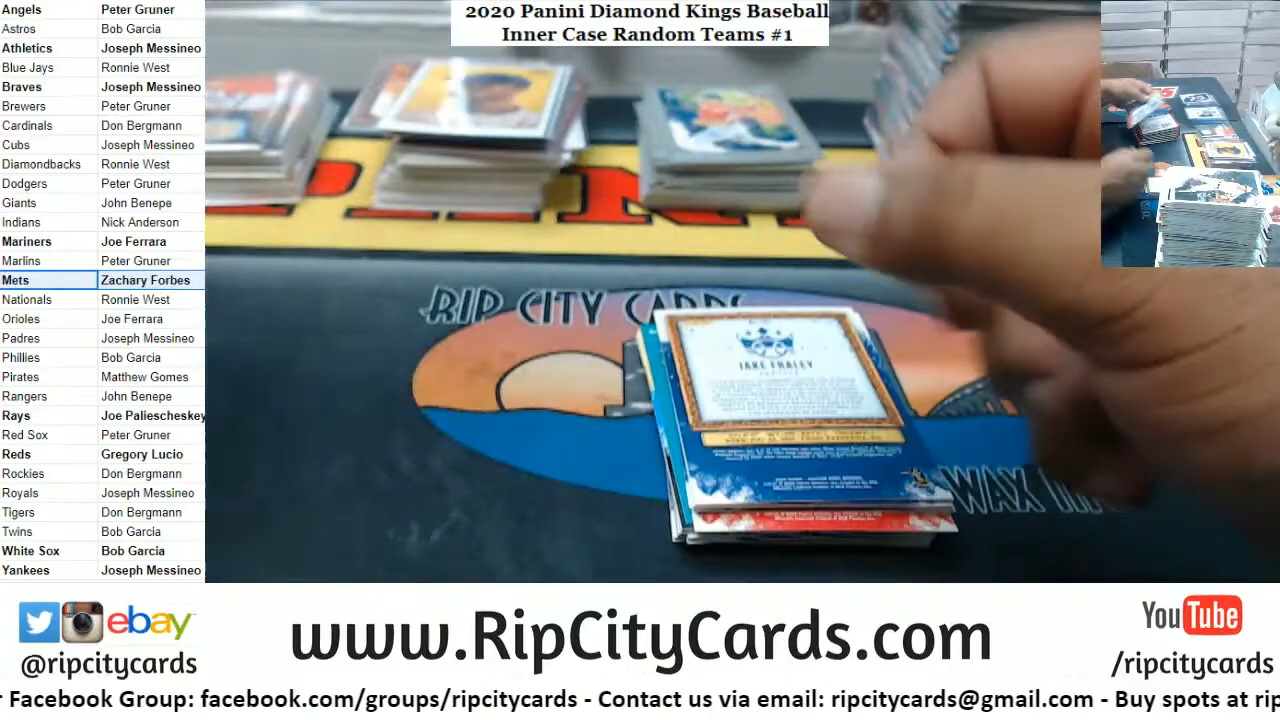 2020 Panini Diamond Kings Baseball
Inner Case Random Teams #1
Angels Peter Gruner
Astros Bob Garcia
Athletics Joseph Messineo
Blue Jays Ronnie West
Braves Joseph Messineo
Brewers Peter Gruner
Cardinals Don Bergmann
Cubs Joseph Messineo
Diamondbacks Ronnie West
Dodgers Peter Gruner
Giants John Benepe
Indians Nick Anderson
Mariners Joe Ferrara
Marlins Peter Gruner
Mets Zachary Forbes
Nationals Ronnie West
Orioles Joe Ferrara
Padres Joseph Messineo
Phillies Bob Garcia
Pirates Matthew Gomes
Rangers John Benepe
Rays Joe Paliescheskey
Red Sox Peter Gruner
Reds Gregory Lucio
Rockies Don Bergmann
Royals Joseph Messineo
Tigers Don Bergmann
Twins Bob Garcia
White Sox Bob Garcia
Yankees Joseph Messineo
RIP CITY CARDS
JAKE FRALEY
WAX
ebay
@ripcitycards
www.RipCityCards.com
YouTube
/ripcitycards
Facebook Group: facebook.com/groups/ripcitycards - Contact us via email: ripcitycards@gmail.com - Buy spots at